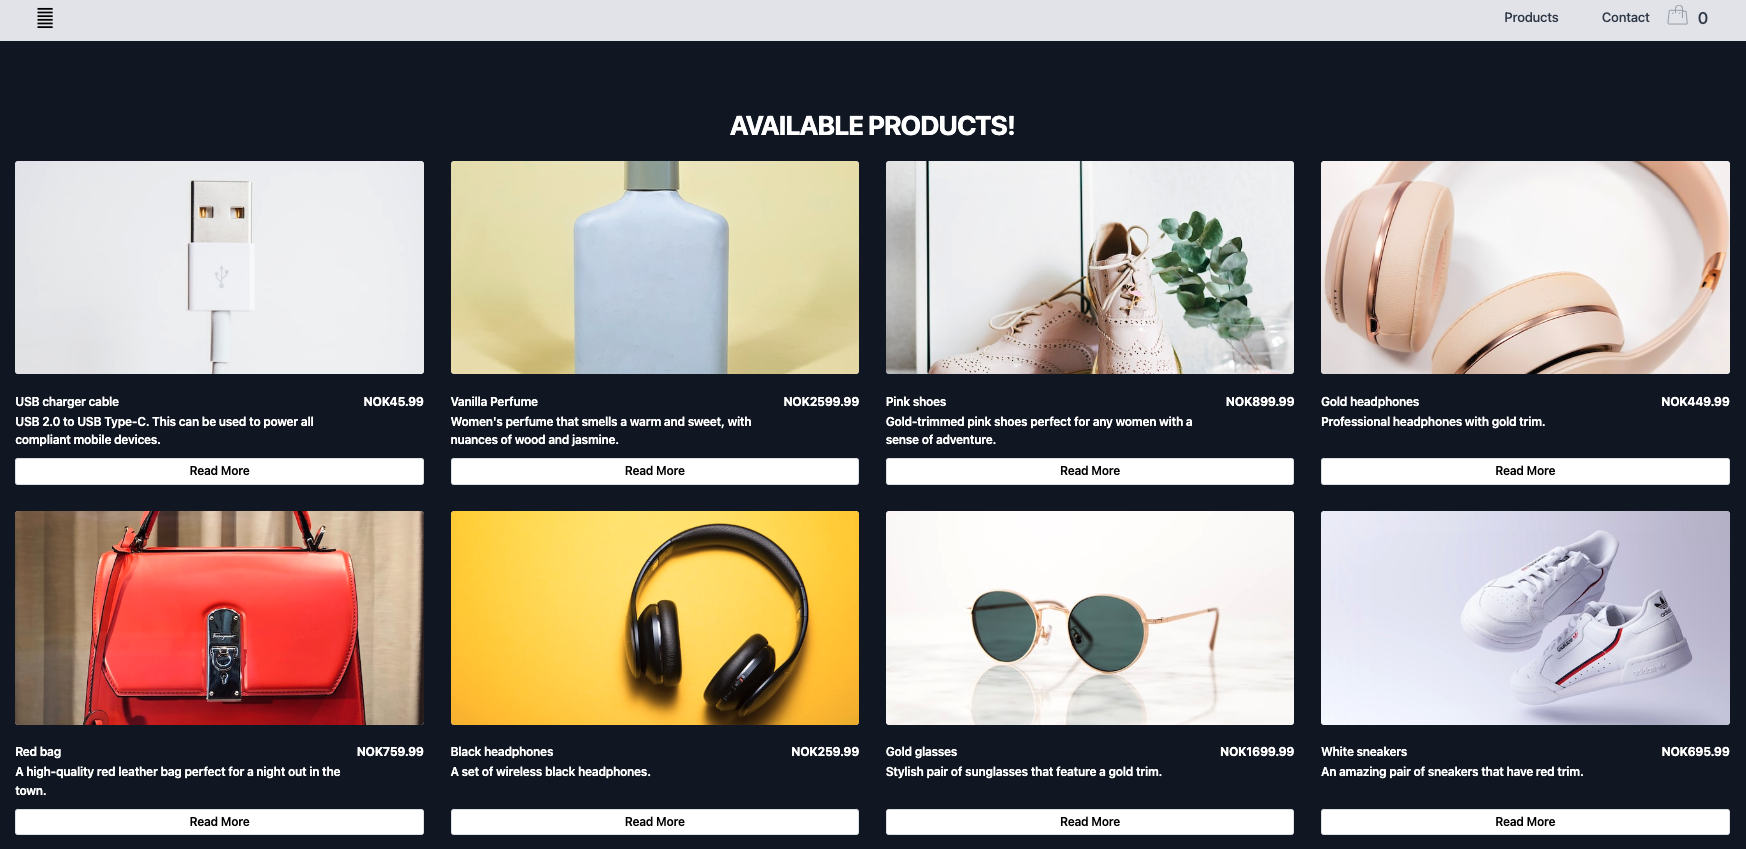 Products Contact 0
AVAILABLE PRODUCTS!
USB charger cable NOK45.99
USB 2.0 to USB Type-C. This can be used to power all
compliant mobile devices.
Read More
Vanilla Perfume NOK2599.99
Women's perfume that smells a warm and sweet, with
nuances of wood and jasmine.
Read More
Pink shoes NOK899.99
Gold-trimmed pink shoes perfect for any women with a
sense of adventure.
Read More
Gold headphones NOK449.99
Professional headphones with gold trim.
Read More
Red bag NOK759.99
A high-quality red leather bag perfect for a night out in the
town.
Read More
Black headphones NOK259.99
A set of wireless black headphones.
Read More
Gold glasses NOK1699.99
Stylish pair of sunglasses that feature a gold trim.
Read More
White sneakers NOK695.99
An amazing pair of sneakers that have red trim.
Read More